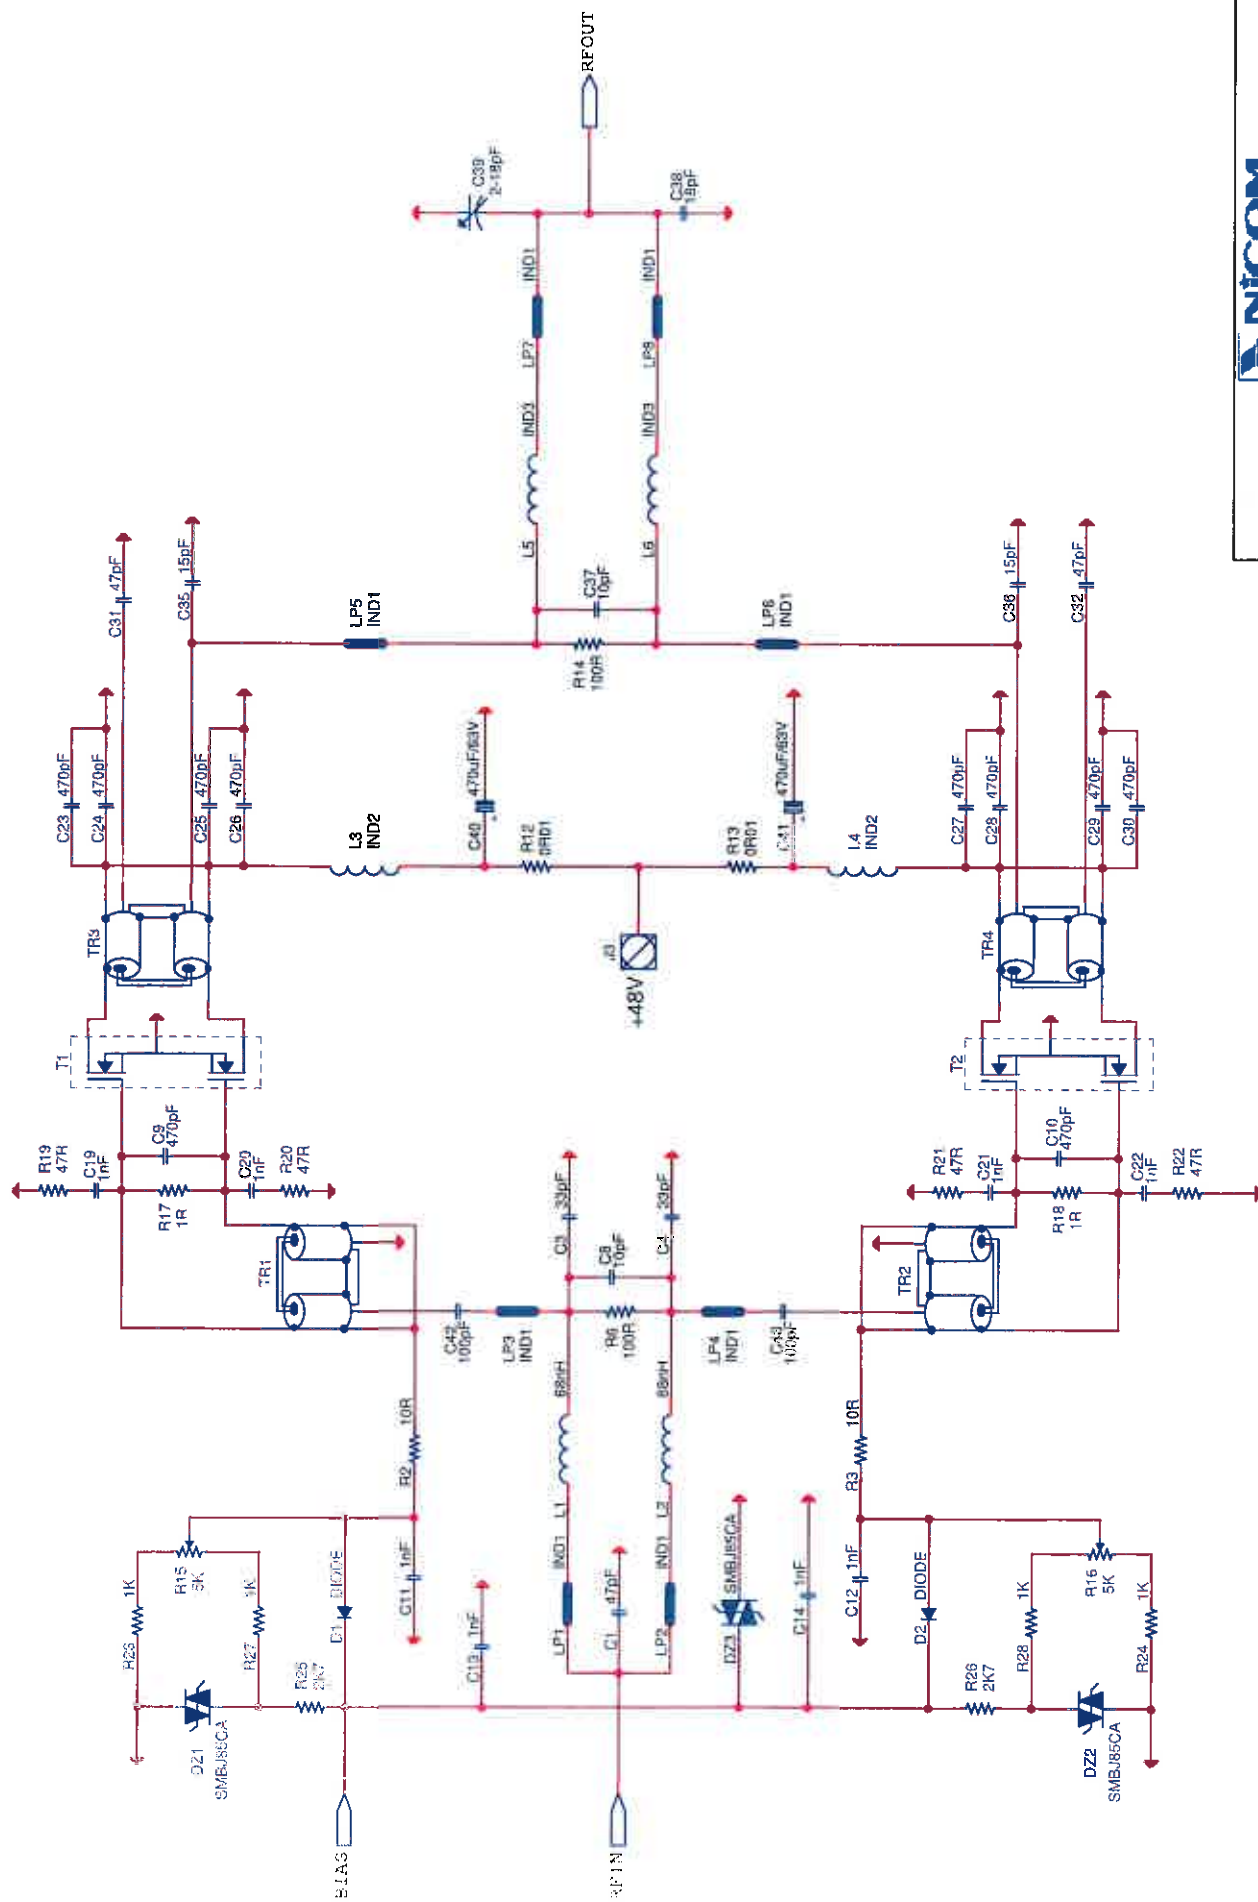 RFOUT
C39
2-18pF
C38
18pF
IND1
LP7
IND3
L5
IND1
LP8
IND3
L6
C37
10pF
R14
100R
LP5
IND1
LP6
IND1
C31 47pF
C35 15pF
C36 15pF
C32 47pF
C23 470pF
C24 470pF
C25 470pF
C26 470pF
L3
IND2
C40 470uF/63V
R12
0R01
R13
0R01
C41 470uF/63V
L4
IND2
C27 470pF
C28 470pF
C29 470pF
C30 470pF
J3
+48V
TR3
TR4
T1
T2
R19
47R
C19
1nF
C9
470pF
R17
1R
C20
1nF
R20
47R
R21
47R
C21
1nF
C10
470pF
R18
1R
C22
1nF
R22
47R
TR1
TR2
C3 33pF
C8
10pF
C4 33pF
C42
100pF
LP3
IND1
R6
100R
LP4
IND1
C43
100pF
L1 68nH
L2 68nH
R2 10R
R3 10R
IND1
LP1
C1 47pF
IND1
LP2
C11 1nF
C13 1nF
DZ3 SMBJ85CA
C14 1nF
C12 1nF
R15
5K
1K
R27 1K
D1 DIODE
R25
2K7
DZ1
SMBJ85CA
D2 DIODE
R26
2K7
R28 1K
R16
5K
R24 1K
DZ2
SMBJ85CA
BIAS
RFIN
NICOM